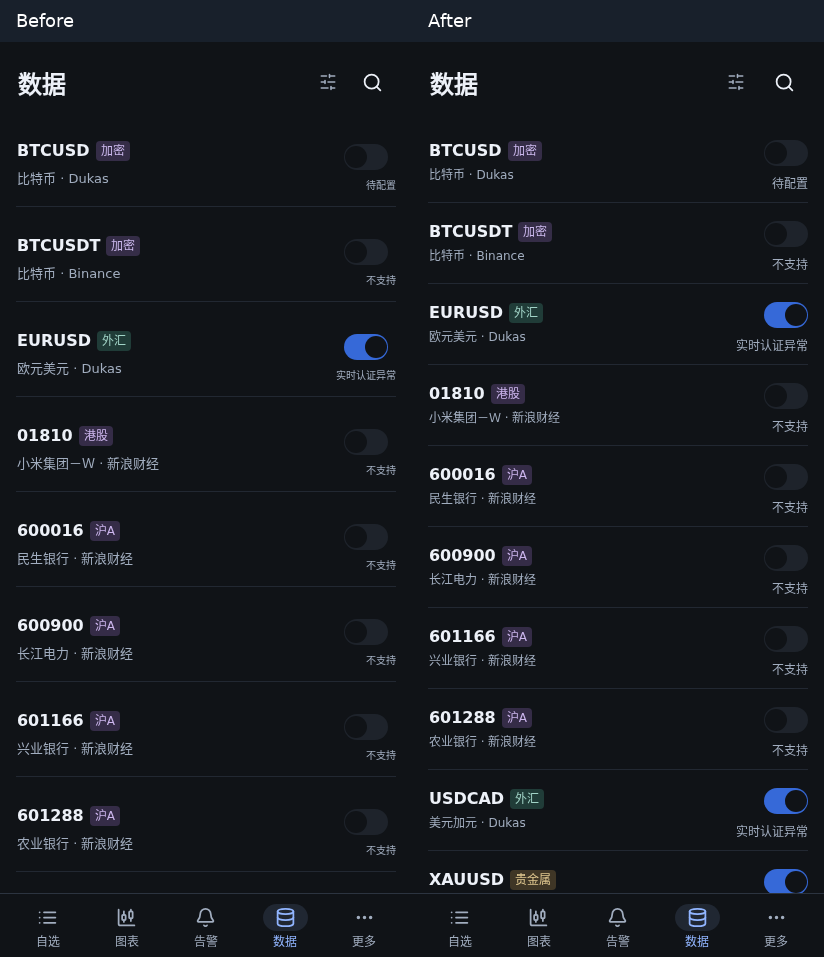 Before
数据
BTCUSD 加密
比特币 · Dukas
待配置
BTCUSDT 加密
比特币 · Binance
不支持
EURUSD 外汇
欧元美元 · Dukas
实时认证异常
01810 港股
小米集团－W · 新浪财经
不支持
600016 沪A
民生银行 · 新浪财经
不支持
600900 沪A
长江电力 · 新浪财经
不支持
601166 沪A
兴业银行 · 新浪财经
不支持
601288 沪A
农业银行 · 新浪财经
不支持
自选 图表 告警 数据 更多
After
数据
BTCUSD 加密
比特币 · Dukas
待配置
BTCUSDT 加密
比特币 · Binance
不支持
EURUSD 外汇
欧元美元 · Dukas
实时认证异常
01810 港股
小米集团－W · 新浪财经
不支持
600016 沪A
民生银行 · 新浪财经
不支持
600900 沪A
长江电力 · 新浪财经
不支持
601166 沪A
兴业银行 · 新浪财经
不支持
601288 沪A
农业银行 · 新浪财经
不支持
USDCAD 外汇
美元加元 · Dukas
实时认证异常
XAUUSD 贵金属
自选 图表 告警 数据 更多